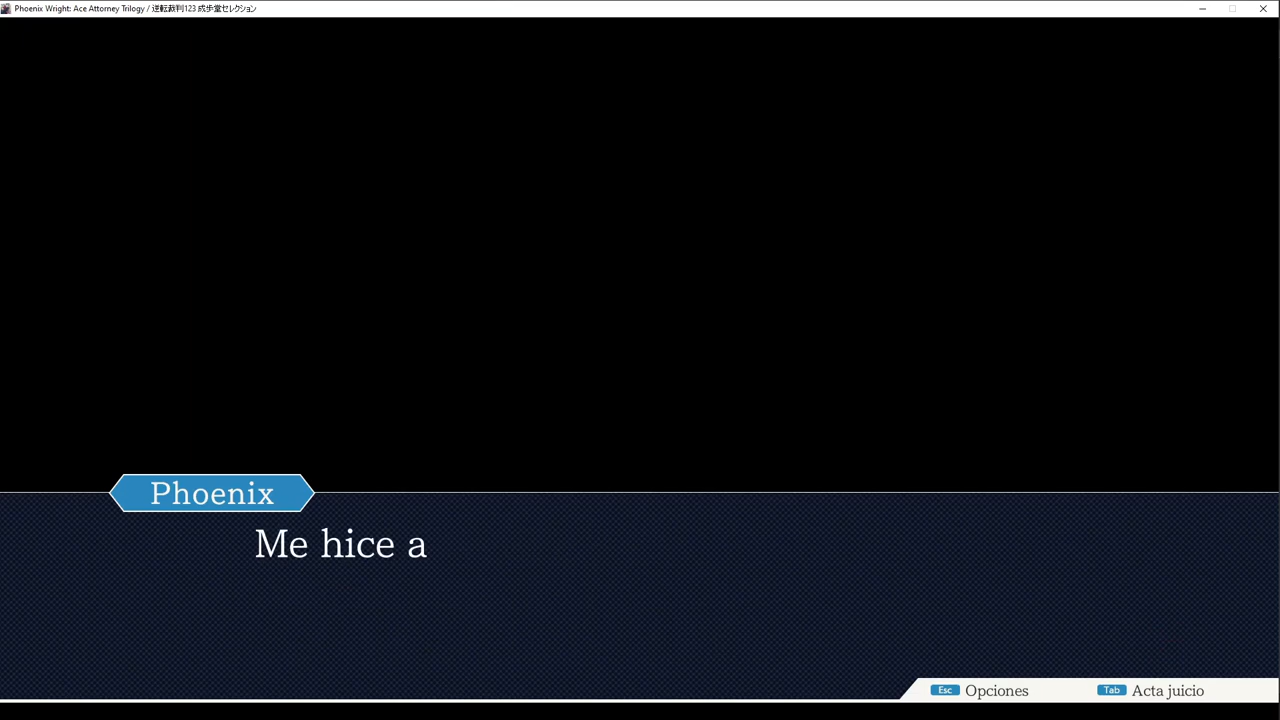 Phoenix Wright: Ace Attorney Trilogy / 逆転裁判123 成歩堂セレクション
Phoenix
Me hice a
Esc Opciones Tab Acta juicio